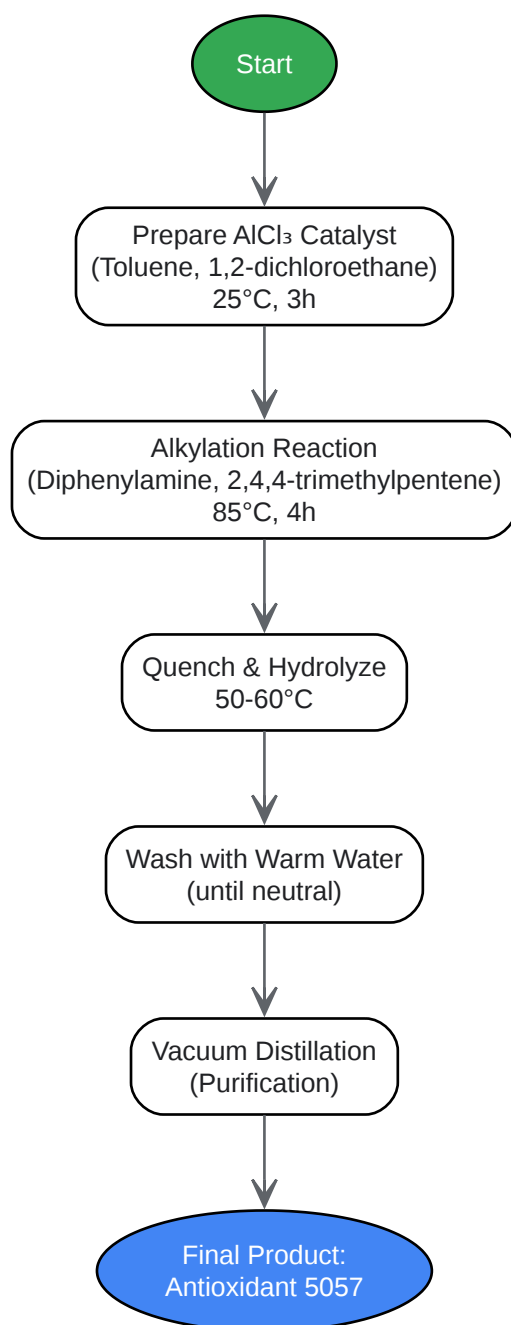 Start
Prepare AlCl₃ Catalyst
(Toluene, 1,2-dichloroethane)
25°C, 3h
Alkylation Reaction
(Diphenylamine, 2,4,4-trimethylpentene)
85°C, 4h
Quench & Hydrolyze
50-60°C
Wash with Warm Water
(until neutral)
Vacuum Distillation
(Purification)
Final Product:
Antioxidant 5057